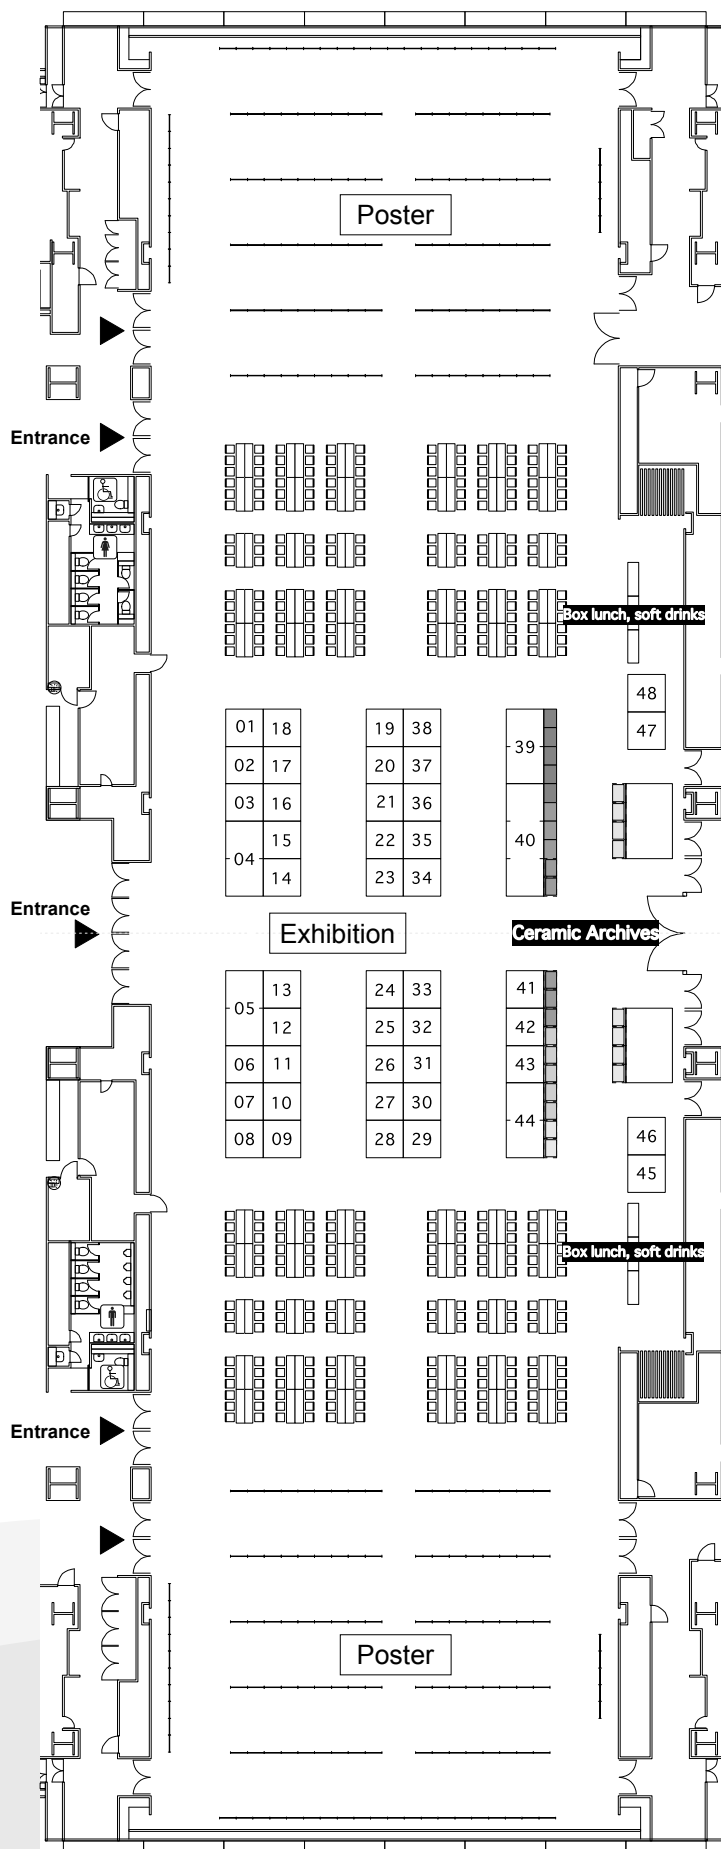 Poster
Entrance
Box lunch, soft drinks
48
47
01 18 19 38
39
02 17 20 37
03 16 21 36
04 15 22 35 40
14 23 34
Entrance
Exhibition
Ceramic Archives
13 24 33 41
05
12 25 32 42
06 11 26 31 43
07 10 27 30 44
08 09 28 29
46
45
Box lunch, soft drinks
Entrance
Poster